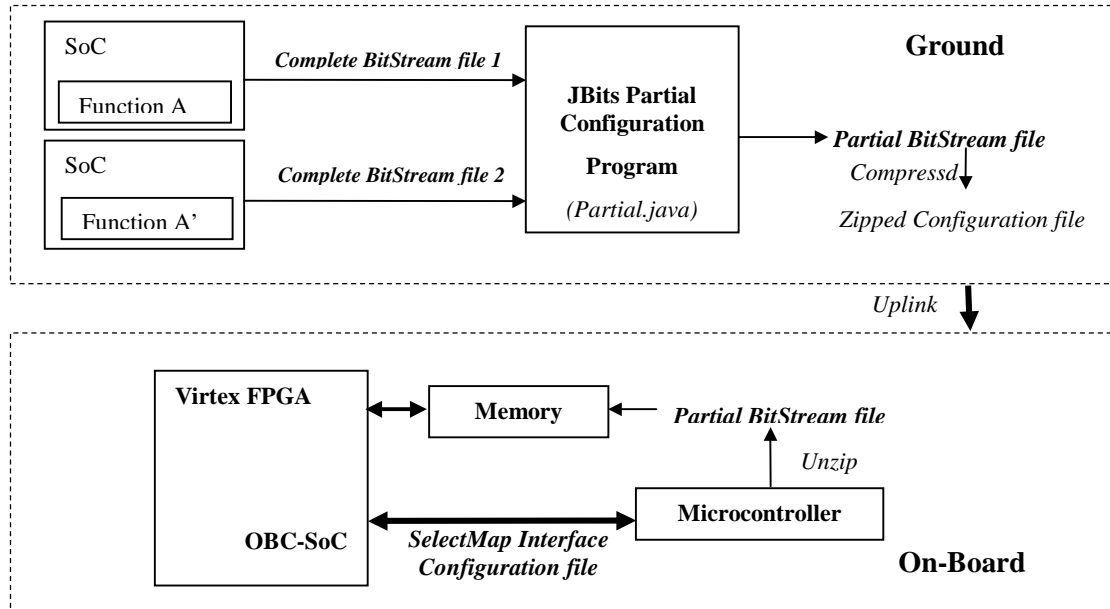 SoC
Function A
SoC
Function A’
Complete BitStream file 1
Complete BitStream file 2
JBits Partial
Configuration
Program
(Partial.java)
Ground
Partial BitStream file
Compressd
Zipped Configuration file
Uplink
Virtex FPGA
OBC-SoC
Memory
Partial BitStream file
Unzip
Microcontroller
SelectMap Interface
Configuration file
On-Board